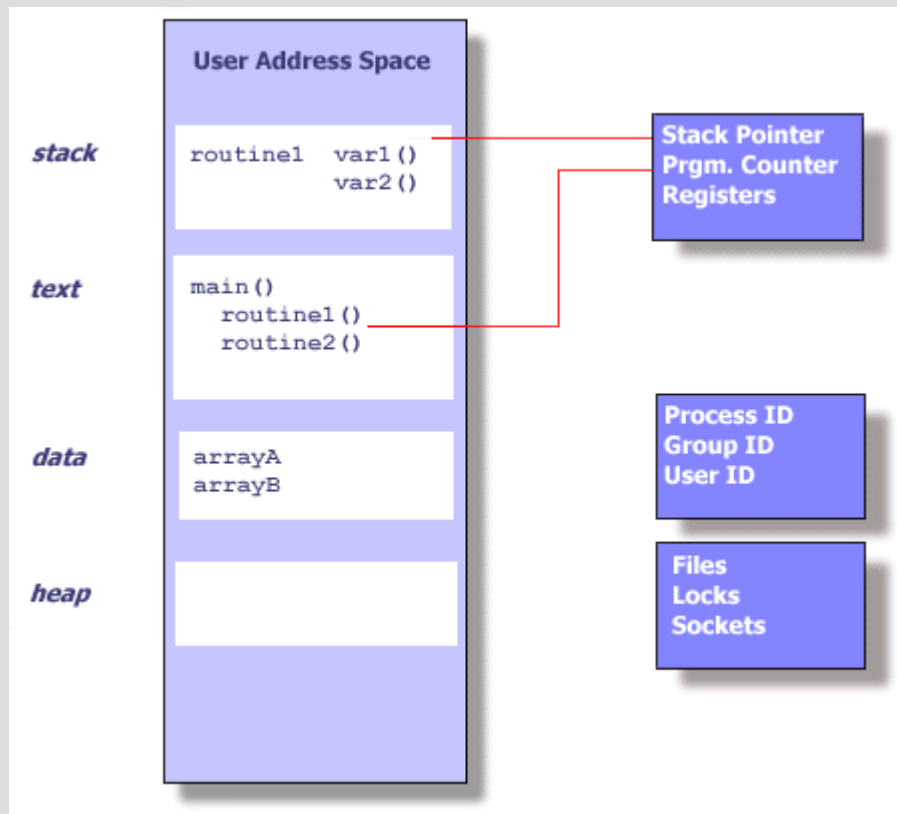 User Address Space
stack
routine1 var1()
var2()
Stack Pointer
Prgm. Counter
Registers
text
main()
routine1()
routine2()
Process ID
Group ID
User ID
data
arrayA
arrayB
Files
Locks
Sockets
heap